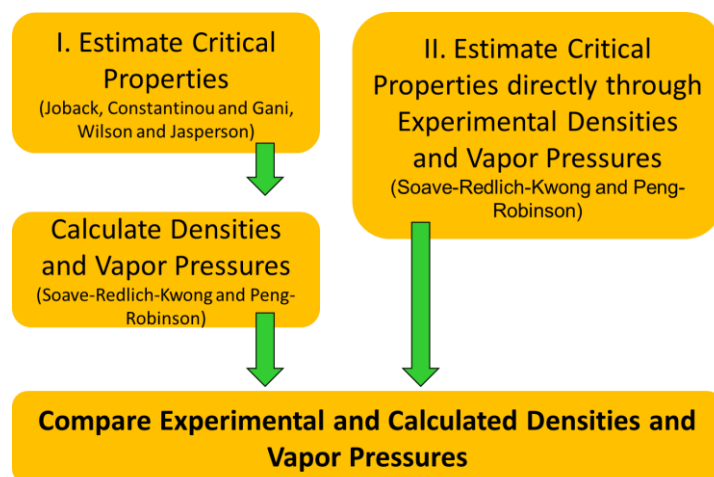 I. Estimate Critical
Properties
(Joback, Constantinou and Gani,
Wilson and Jasperson)
Calculate Densities
and Vapor Pressures
(Soave-Redlich-Kwong and Peng-
Robinson)
II. Estimate Critical
Properties directly through
Experimental Densities
and Vapor Pressures
(Soave-Redlich-Kwong and Peng-
Robinson)
Compare Experimental and Calculated Densities and
Vapor Pressures